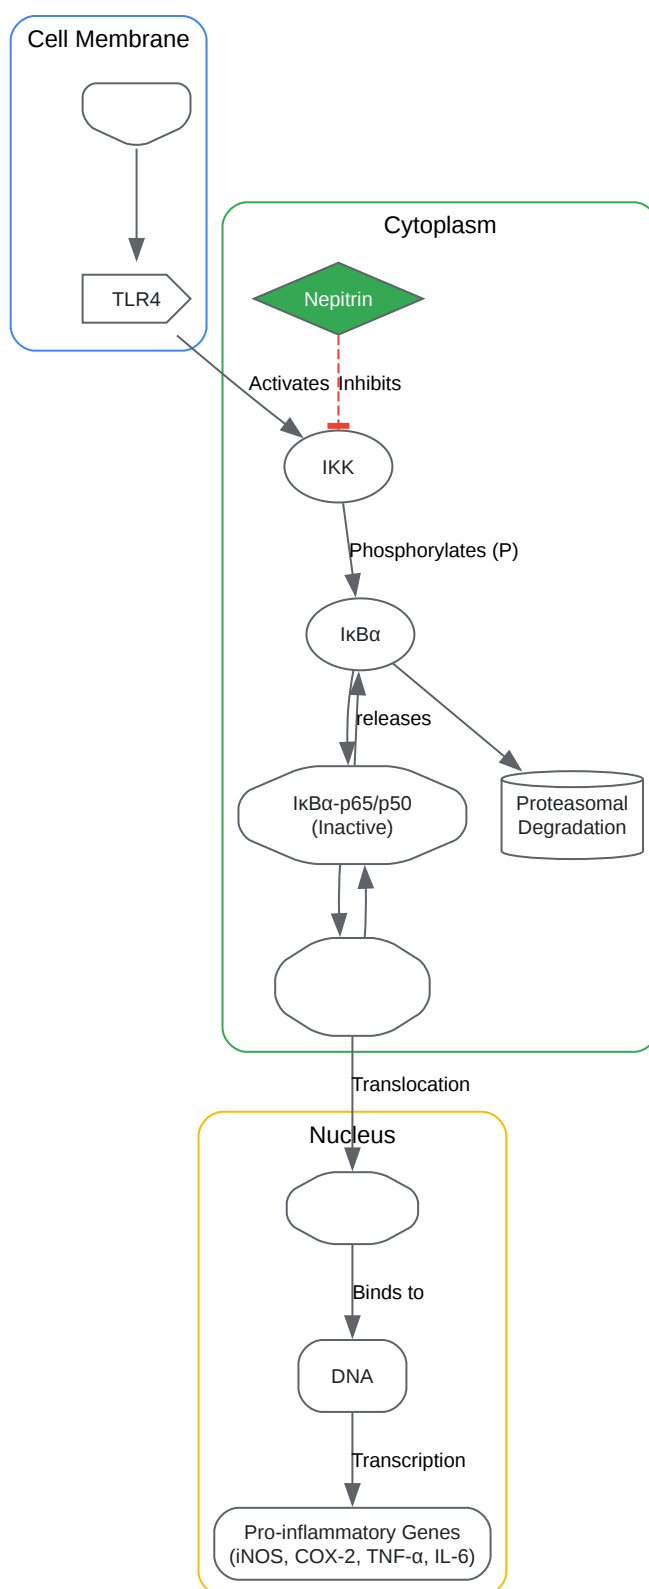 Cell Membrane
TLR4
Cytoplasm
Nepitrin
Activates
Inhibits
IKK
Phosphorylates (P)
IκBα
releases
IκBα-p65/p50
(Inactive)
Proteasomal
Degradation
Translocation
Nucleus
Binds to
DNA
Transcription
Pro-inflammatory Genes
(iNOS, COX-2, TNF-α, IL-6)